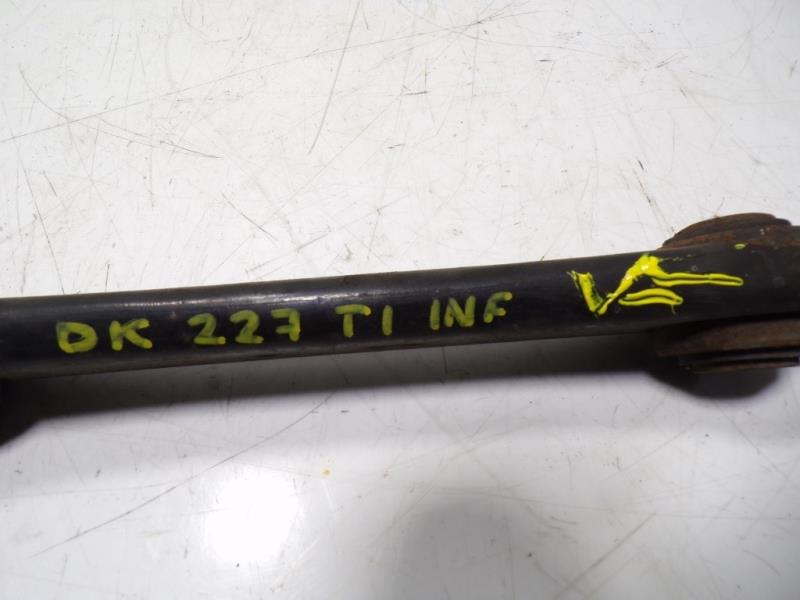 DK 227 TI INF